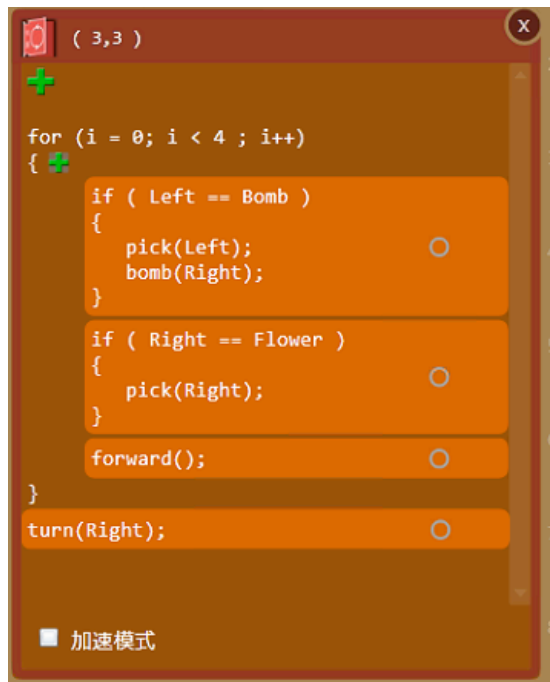 ( 3,3 )
X
for (i = 0; i < 4 ; i++)
{
if ( Left == Bomb )
{
pick(Left);
bomb(Right);
}
if ( Right == Flower )
{
pick(Right);
}
forward();
}
turn(Right);
加速模式